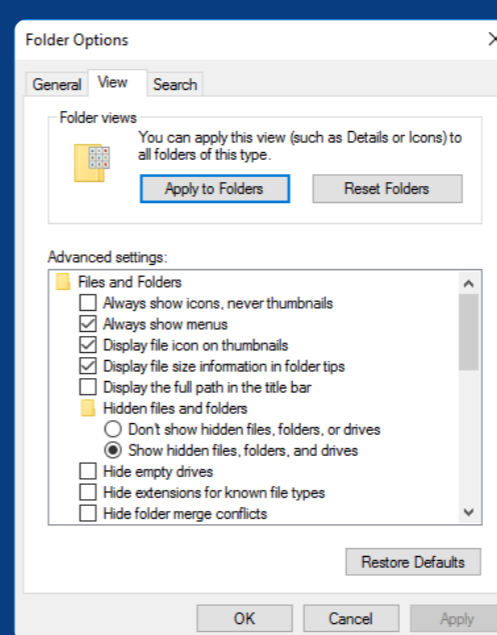 Folder Options
General View Search
Folder views
You can apply this view (such as Details or Icons) to
all folders of this type.
Apply to Folders Reset Folders
Advanced settings:
Files and Folders
Always show icons, never thumbnails
Always show menus
Display file icon on thumbnails
Display file size information in folder tips
Display the full path in the title bar
Hidden files and folders
Don't show hidden files, folders, or drives
Show hidden files, folders, and drives
Hide empty drives
Hide extensions for known file types
Hide folder merge conflicts
Restore Defaults
OK Cancel Apply